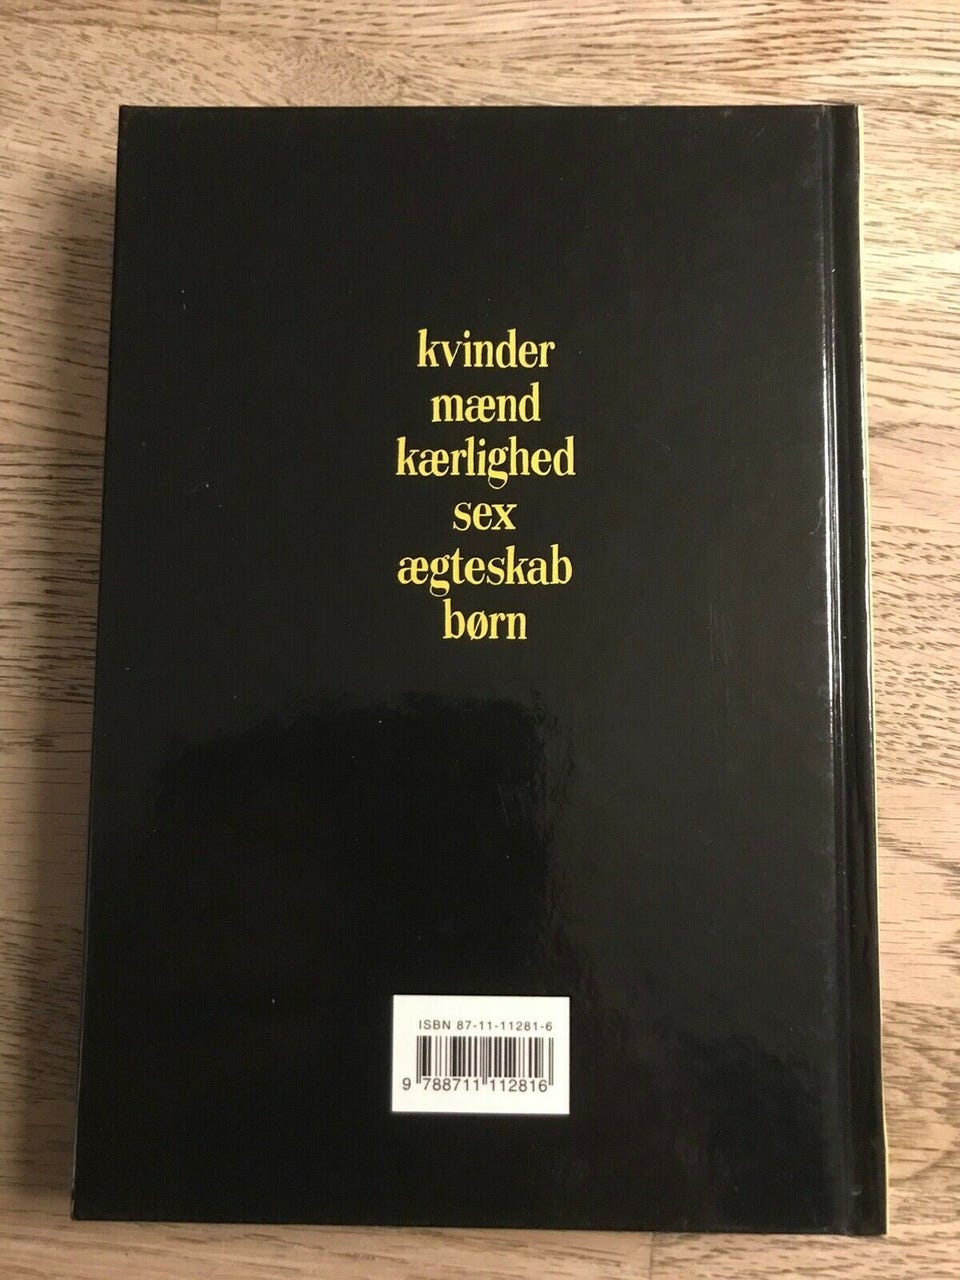 kvinder
mænd
kærlighed
sex
ægteskab
børn
ISBN 87-11-11281-6
9 788711 112816